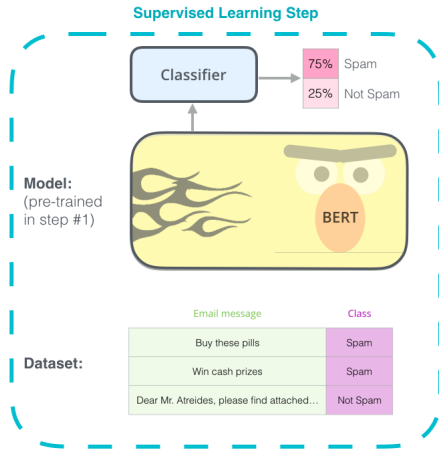 Supervised Learning Step
Classifier
75% Spam
25% Not Spam
Model:
(pre-trained
in step #1)
BERT
Email message Class
Dataset:
Buy these pills Spam
Win cash prizes Spam
Dear Mr. Atreides, please find attached... Not Spam